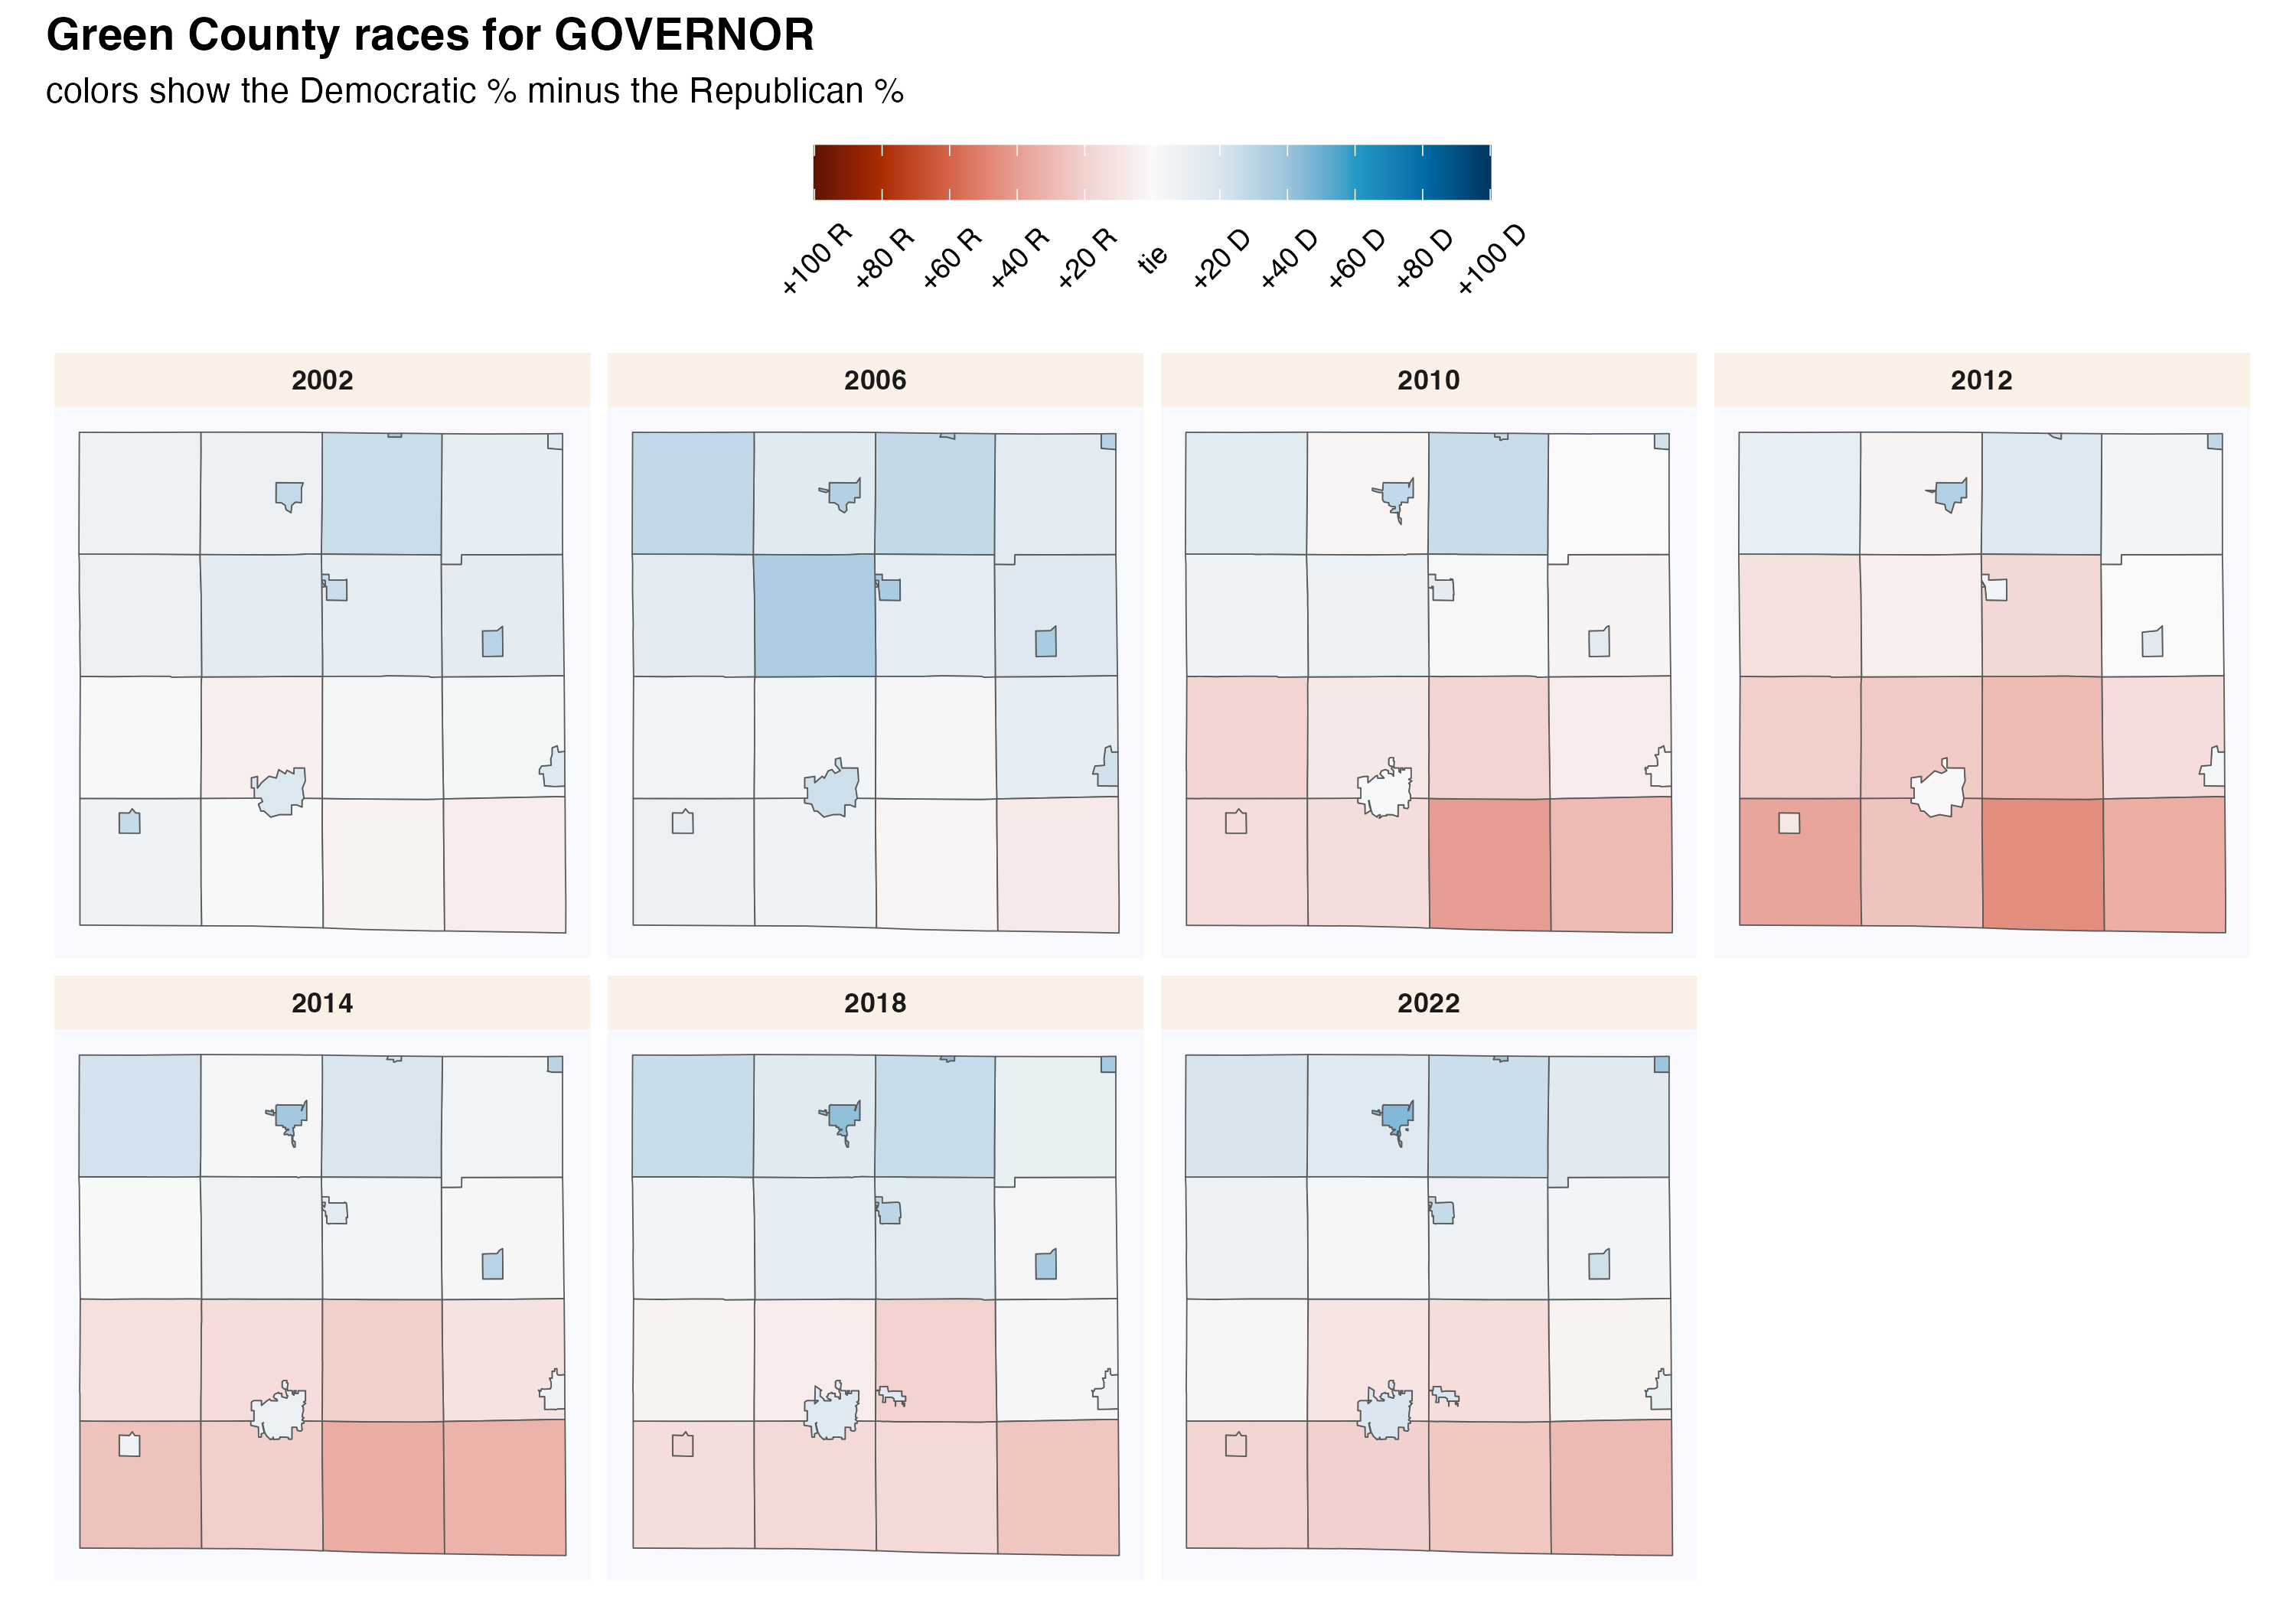 Green County races for GOVERNOR
colors show the Democratic % minus the Republican %
+100 R
+80 R
+60 R
+40 R
+20 R
tie
+20 D
+40 D
+60 D
+80 D
+100 D
2002
2006
2010
2012
2014
2018
2022